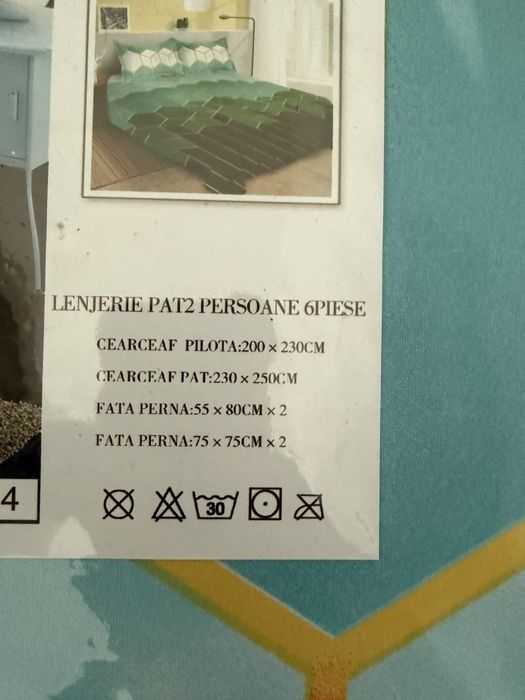 LENJERIE PAT2 PERSOANE 6PIESE
CEARCEAF PILOTA:200 × 230CM
CEARCEAF PAT:230 × 250CM
FATA PERNA:55 × 80CM × 2
FATA PERNA:75 × 75CM × 2
30
4